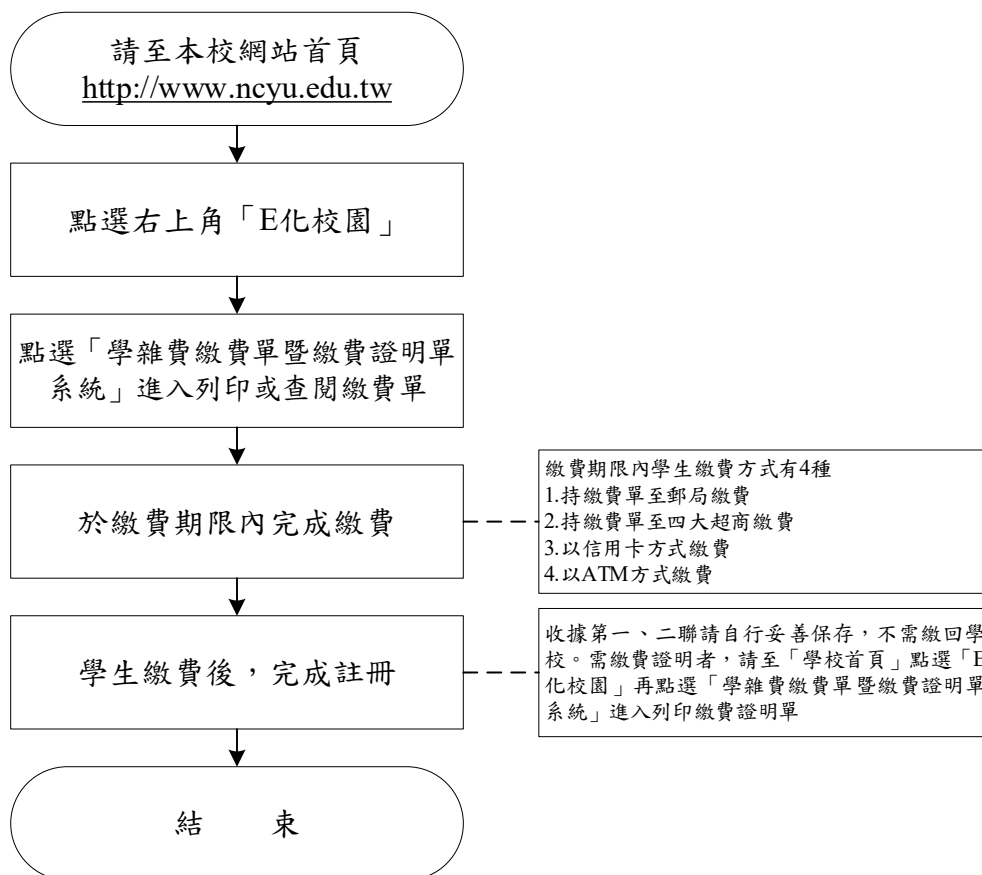 請至本校網站首頁
http://www.ncyu.edu.tw
點選右上角「E化校園」
點選「學雜費繳費單暨繳費證明單
系統」進入列印或查閱繳費單
於繳費期限內完成繳費
繳費期限內學生繳費方式有4種
1.持繳費單至郵局繳費
2.持繳費單至四大超商繳費
3.以信用卡方式繳費
4.以ATM方式繳費
學生繳費後，完成註冊
收據第一、二聯請自行妥善保存，不需繳回學
校。需繳費證明者，請至「學校首頁」點選「E
化校園」再點選「學雜費繳費單暨繳費證明單
系統」進入列印繳費證明單
結　　束